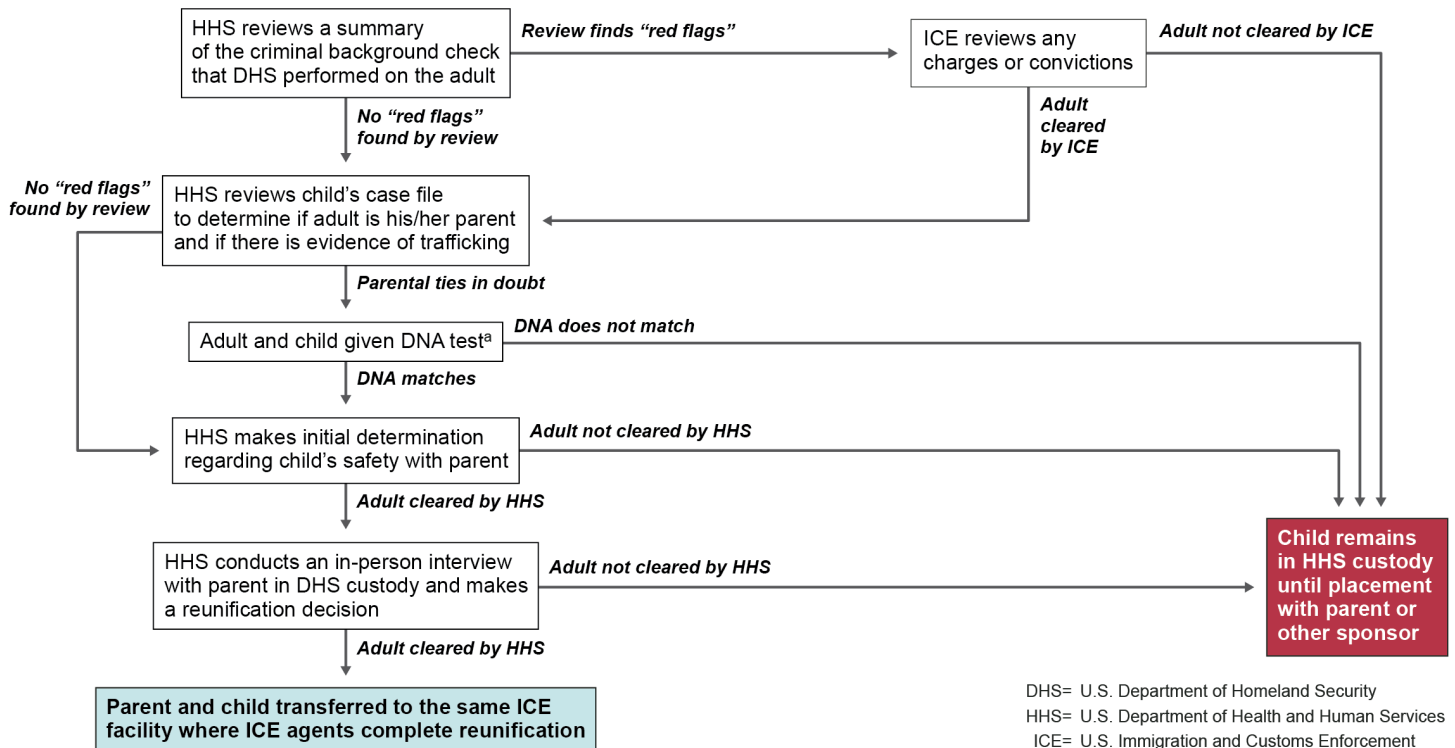 HHS reviews a summary
of the criminal background check
that DHS performed on the adult
Review finds “red flags”
ICE reviews any
charges or convictions
Adult not cleared by ICE
No “red flags”
found by review
Adult
cleared
by ICE
No “red flags”
found by review
HHS reviews child’s case file
to determine if adult is his/her parent
and if there is evidence of trafficking
Parental ties in doubt
Adult and child given DNA testᵃ
DNA does not match
DNA matches
HHS makes initial determination
regarding child’s safety with parent
Adult not cleared by HHS
Adult cleared by HHS
HHS conducts an in-person interview
with parent in DHS custody and makes
a reunification decision
Adult not cleared by HHS
Child remains
in HHS custody
until placement
with parent or
other sponsor
Adult cleared by HHS
Parent and child transferred to the same ICE
facility where ICE agents complete reunification
DHS= U.S. Department of Homeland Security
HHS= U.S. Department of Health and Human Services
ICE= U.S. Immigration and Customs Enforcement